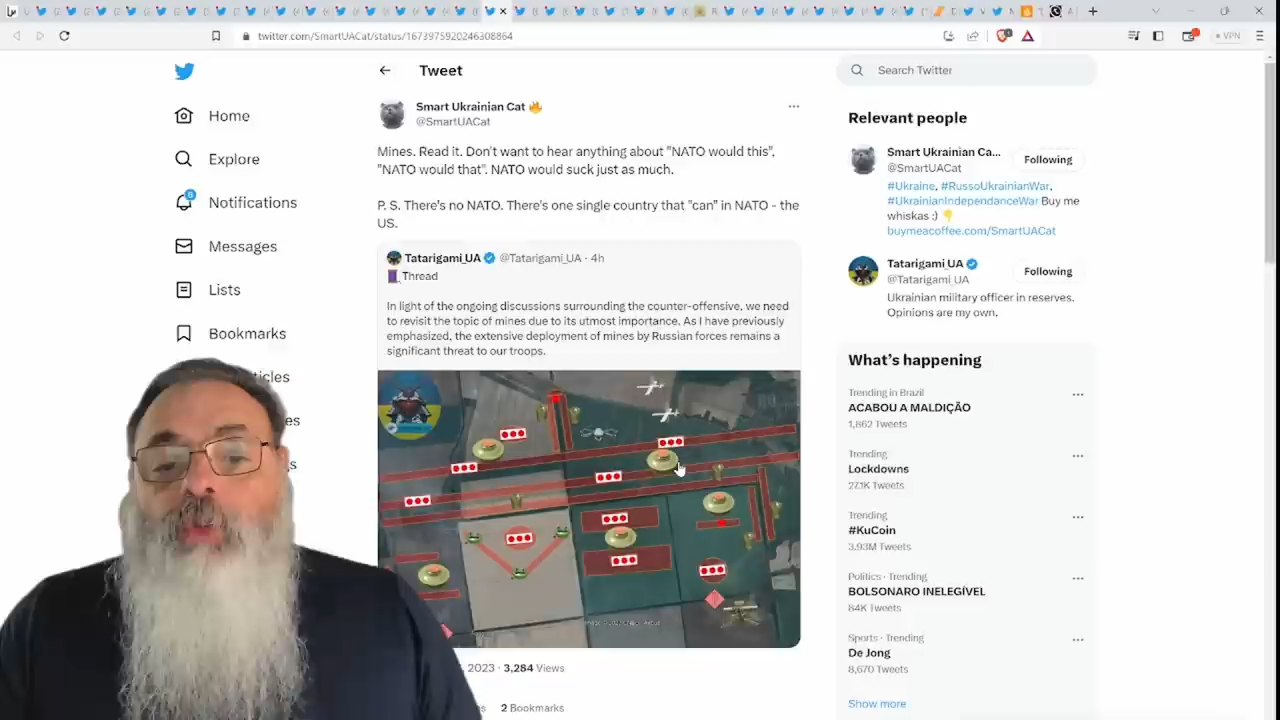 twitter.com/SmartUACat/status/1673975920246308864
VPN
Home
Explore
Notifications
Messages
Lists
Bookmarks
Tweet
Smart Ukrainian Cat 🔥
@SmartUACat
Mines. Read it. Don't want to hear anything about "NATO would this",
"NATO would that". NATO would suck just as much.
P. S. There's no NATO. There's one single country that "can" in NATO - the
US.
Tatarigami_UA @Tatarigami_UA · 4h
🧵Thread
In light of the ongoing discussions surrounding the counter-offensive, we need
to revisit the topic of mines due to its utmost importance. As I have previously
emphasized, the extensive deployment of mines by Russian forces remains a
significant threat to our troops.
2023 · 3,284 Views
2 Bookmarks
Search Twitter
Relevant people
Smart Ukrainian Ca...
@SmartUACat
Following
#Ukraine, #RussoUkrainianWar,
#UkrainianIndependanceWar Buy me
whiskas :) 👇
buymeacoffee.com/SmartUACat
Tatarigami_UA
@Tatarigami_UA
Following
Ukrainian military officer in reserves.
Opinions are my own.
What's happening
Trending in Brazil
ACABOU A MALDIÇÃO
1,862 Tweets
Trending
Lockdowns
27.1K Tweets
Trending
#KuCoin
3.93M Tweets
Politics · Trending
BOLSONARO INELEGÍVEL
84K Tweets
Sports · Trending
De Jong
8,670 Tweets
Show more